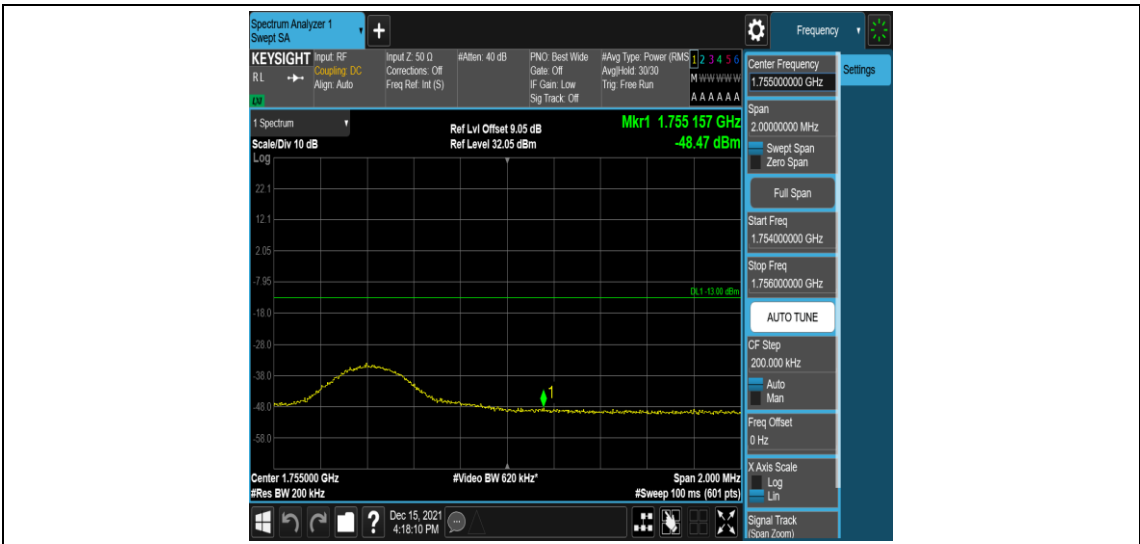 Spectrum Analyzer 1
Swept SA
+
Frequency
KEYSIGHT
RL
LXI
Input: RF
Coupling: DC
Align: Auto
Input Z: 50 Ω
Corrections: Off
Freq Ref: Int (S)
#Atten: 40 dB
PNO: Best Wide
Gate: Off
IF Gain: Low
Sig Track: Off
#Avg Type: Power (RMS
Avg|Hold: 30/30
Trig: Free Run
1 2 3 4 5 6
M W W W W W
A A A A A A
Center Frequency
1.755000000 GHz
Settings
1 Spectrum
Scale/Div 10 dB
Log
Ref Lvl Offset 9.05 dB
Ref Level 32.05 dBm
Mkr1 1.755 157 GHz
-48.47 dBm
Span
2.00000000 MHz
Swept Span
Zero Span
Full Span
Start Freq
1.754000000 GHz
Stop Freq
1.756000000 GHz
AUTO TUNE
CF Step
200.000 kHz
Auto
Man
Freq Offset
0 Hz
X Axis Scale
Log
Lin
Signal Track
(Span Zoom)
22.1
12.1
2.05
-7.95
DL1 -13.00 dBm
-18.0
-28.0
-38.0
1
-48.0
-58.0
Center 1.755000 GHz
#Res BW 200 kHz
#Video BW 620 kHz*
Span 2.000 MHz
#Sweep 100 ms (601 pts)
?
Dec 15, 2021
4:18:10 PM